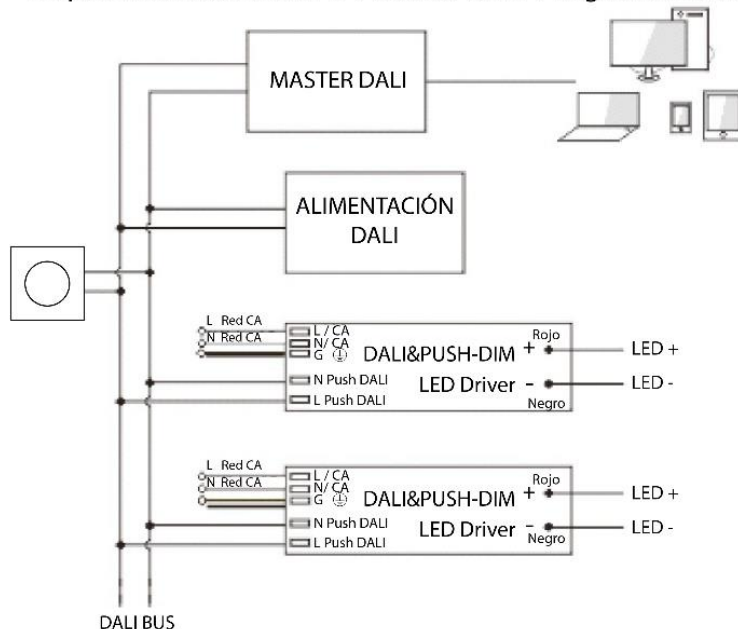 MASTER DALI
ALIMENTACIÓN
DALI
L Red CA
N Red CA
L / CA
N/ CA
G
N Push DALI
L Push DALI
DALI&PUSH-DIM
LED Driver
Rojo
+
-
Negro
LED +
LED -
L Red CA
N Red CA
L / CA
N/ CA
G
N Push DALI
L Push DALI
DALI&PUSH-DIM
LED Driver
Rojo
+
-
Negro
LED +
LED -
DALI BUS